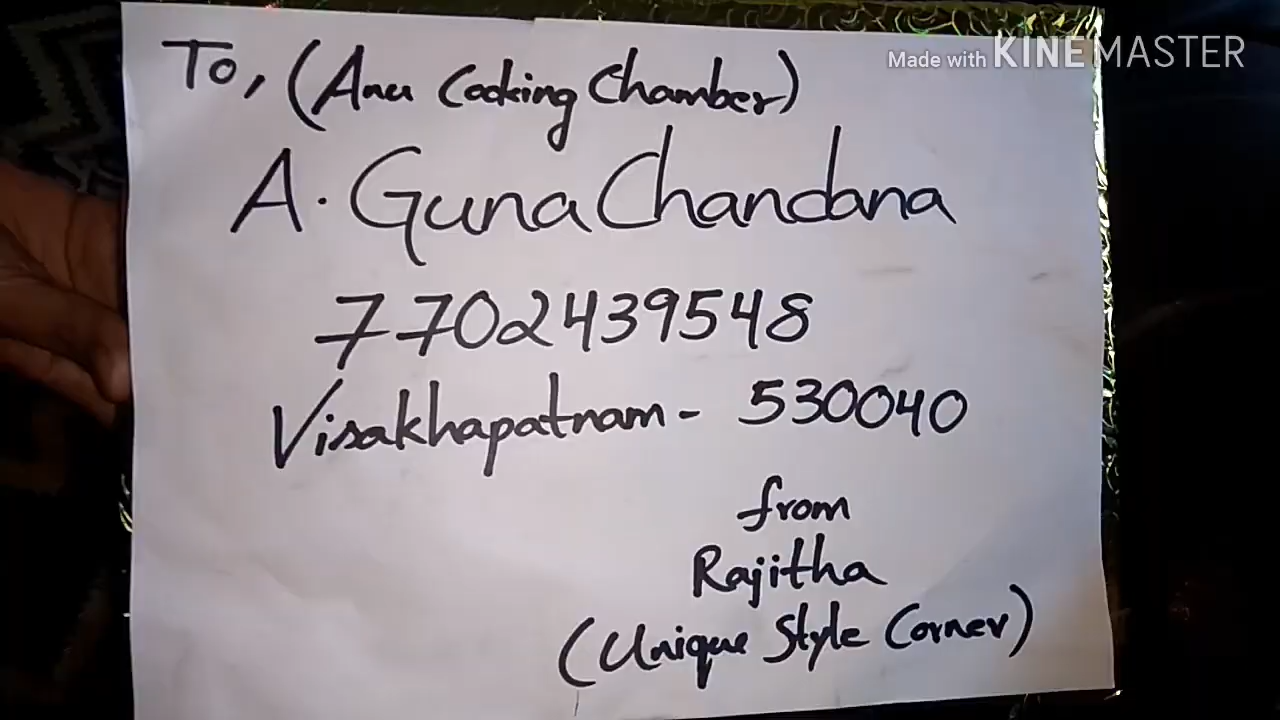 Made with KINEMASTER
To, (Anu Cooking Chamber)
A. Guna Chandana
7702439548
Visakhapatnam - 530040
from
Rajitha
(Unique Style Corner)